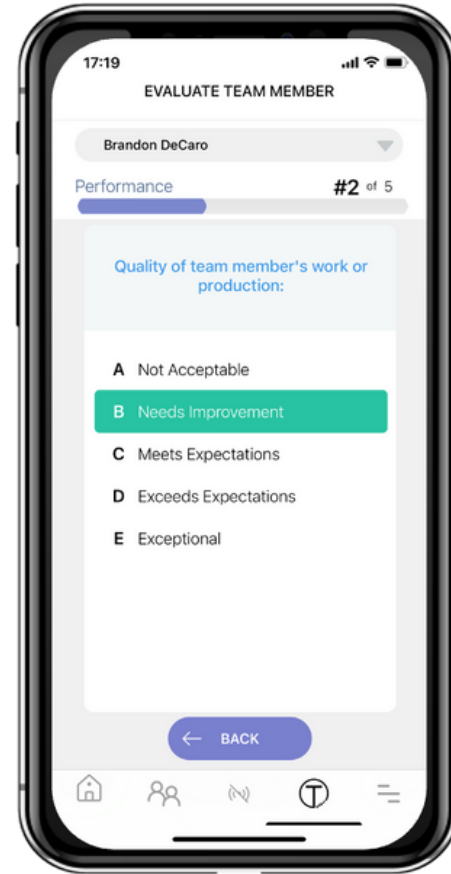 17:19
EVALUATE TEAM MEMBER
Brandon DeCaro
Performance #2 of 5
Quality of team member's work or
production:
A Not Acceptable
B Needs Improvement
C Meets Expectations
D Exceeds Expectations
E Exceptional
← BACK